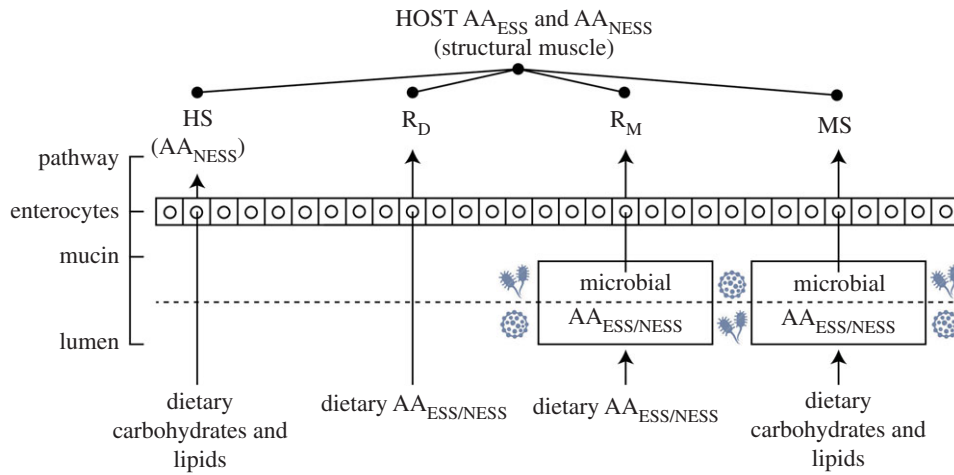 HOST AA_ESS and AA_NESS
(structural muscle)
HS
(AA_NESS)
R_D
R_M
MS
pathway
enterocytes
mucin
lumen
microbial
AA_ESS/NESS
microbial
AA_ESS/NESS
dietary
carbohydrates and
lipids
dietary AA_ESS/NESS
dietary AA_ESS/NESS
dietary
carbohydrates and
lipids